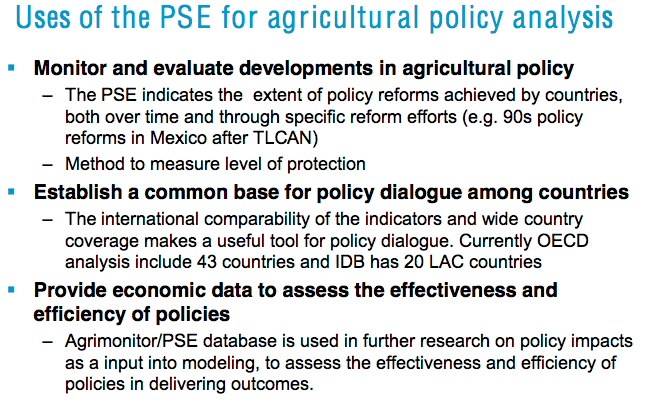 Uses of the PSE for agricultural policy analysis
▪ Monitor and evaluate developments in agricultural policy
– The PSE indicates the extent of policy reforms achieved by countries,
both over time and through specific reform efforts (e.g. 90s policy
reforms in Mexico after TLCAN)
– Method to measure level of protection
▪ Establish a common base for policy dialogue among countries
– The international comparability of the indicators and wide country
coverage makes a useful tool for policy dialogue. Currently OECD
analysis include 43 countries and IDB has 20 LAC countries
▪ Provide economic data to assess the effectiveness and
efficiency of policies
– Agrimonitor/PSE database is used in further research on policy impacts
as a input into modeling, to assess the effectiveness and efficiency of
policies in delivering outcomes.